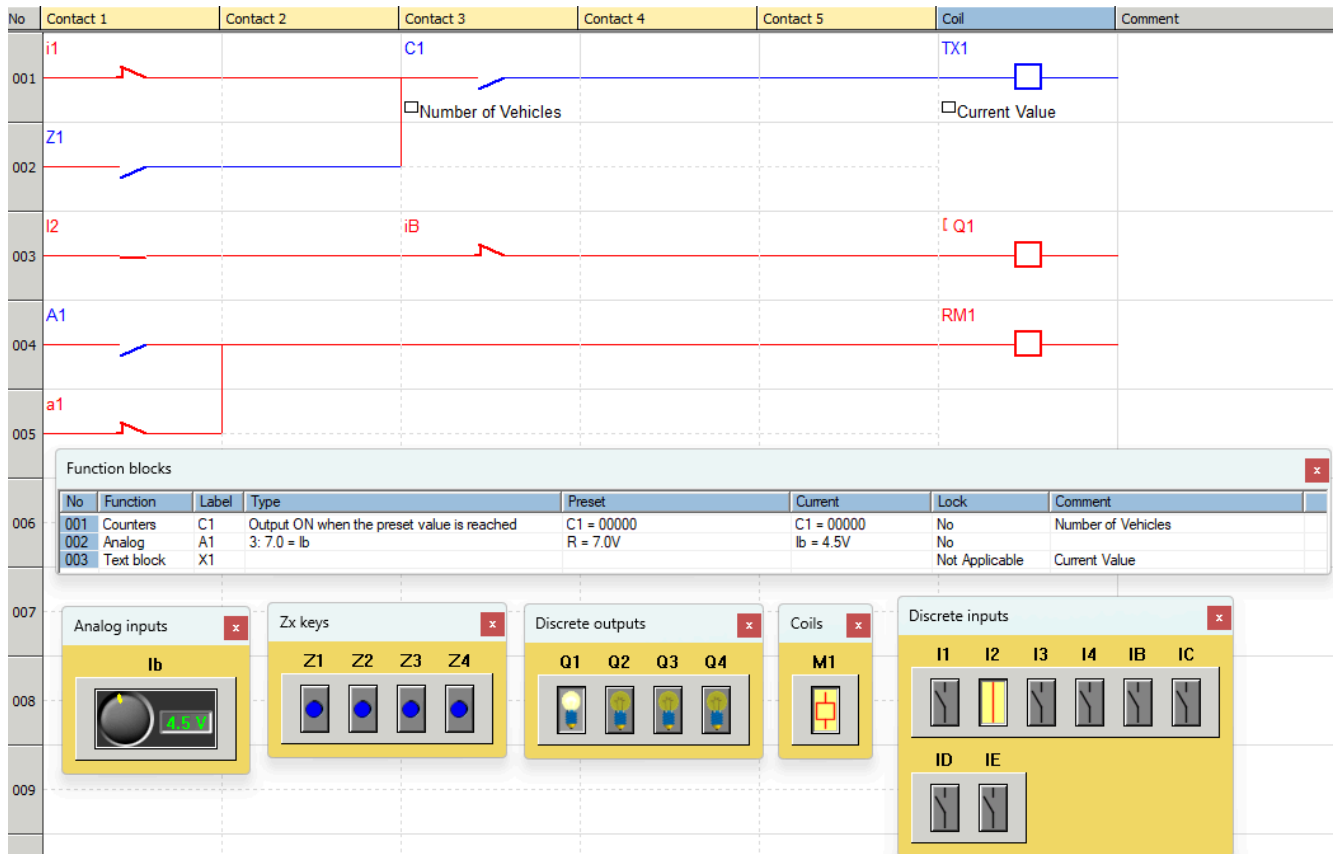 No Contact 1 Contact 2 Contact 3 Contact 4 Contact 5 Coil Comment
i1 C1 TX1
001
Number of Vehicles Current Value
Z1
002
I2 iB [ Q1
003
A1 RM1
004
a1
005
Function blocks x
No Function Label Type Preset Current Lock Comment
006
001 Counters C1 Output ON when the preset value is reached C1 = 00000 C1 = 00000 No Number of Vehicles
002 Analog A1 3: 7.0 = Ib R = 7.0V Ib = 4.5V No
003 Text block X1 Not Applicable Current Value
007
Analog inputs x
Ib
4.5 V
Zx keys x
Z1 Z2 Z3 Z4
Discrete outputs x
Q1 Q2 Q3 Q4
Coils x
M1
Discrete inputs x
I1 I2 I3 I4 IB IC
ID IE
008
009